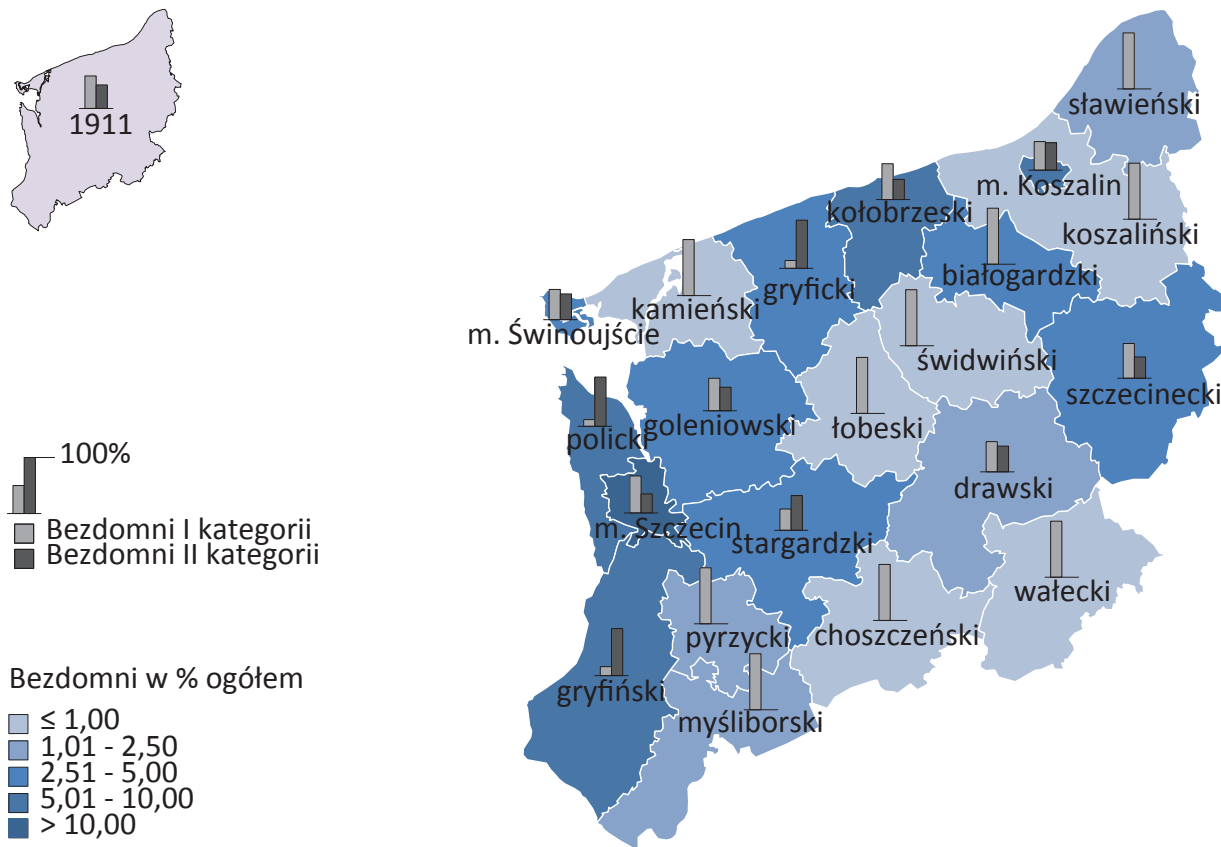 1911
sławieński
m. Koszalin
kołobrzeski
koszaliński
gryficki
białogardzki
kamieński
m. Świnoujście
świdwiński
szczecinecki
goleniowski
łobeski
policki
100%
drawski
m. Szczecin
stargardzki
Bezdomni I kategorii
Bezdomni II kategorii
wałecki
pyrzycki
choszczeński
gryfiński
Bezdomni w % ogółem
myśliborski
≤ 1,00
1,01 - 2,50
2,51 - 5,00
5,01 - 10,00
> 10,00